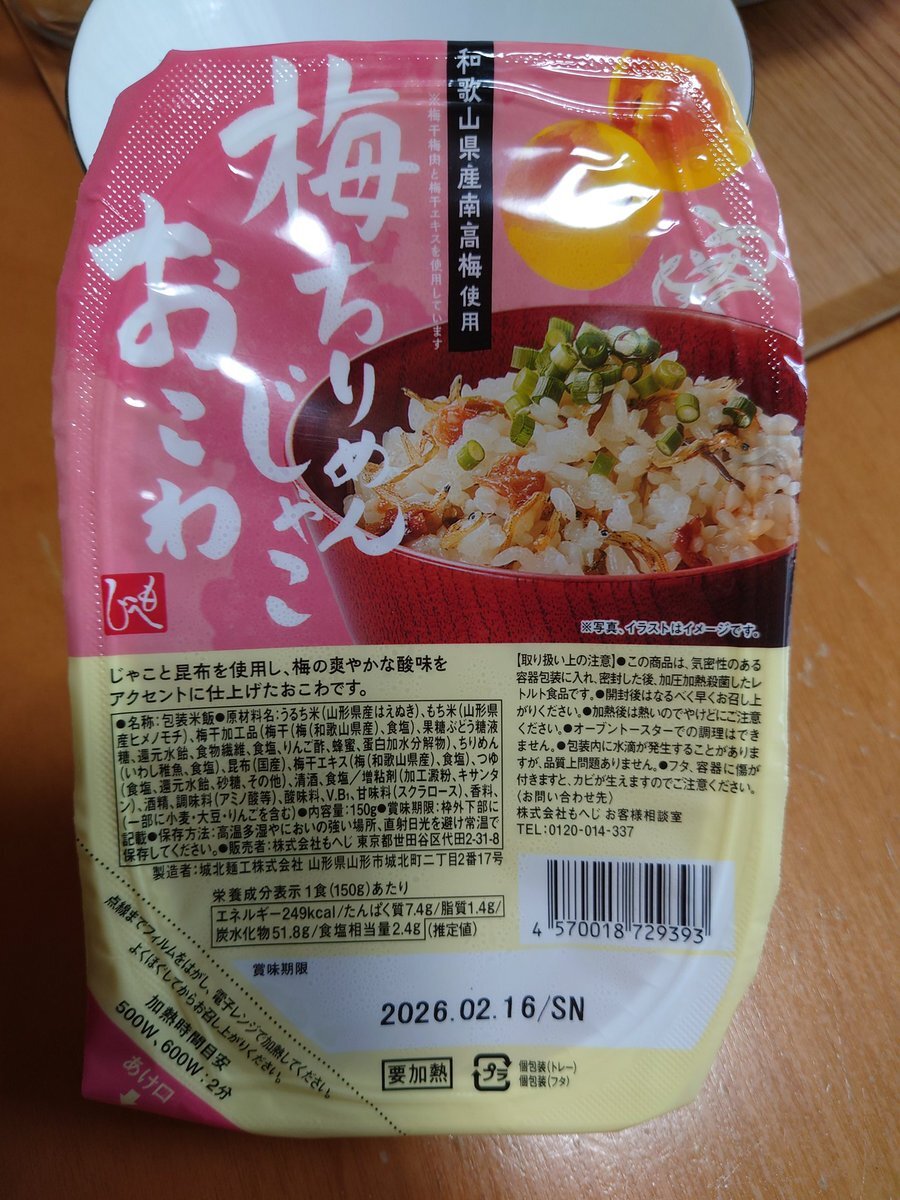 和歌山県産南高梅使用
※梅干梅肉と梅干エキスを使用しています
梅ちりめん
じゃこ
おこわ
もへじ
※写真、イラストはイメージです。
じゃこと昆布を使用し、梅の爽やかな酸味を
アクセントに仕上げたおこわです。
●名称:包装米飯●原材料名:うるち米(山形県産はえぬき)、もち米(山形県
産ヒメノモチ)、梅干加工品(梅干(梅(和歌山県産)、食塩)、果糖ぶどう糖液
糖、還元水飴、食物繊維、食塩、りんご酢、蜂蜜、蛋白加水分解物)、ちりめん
(いわし稚魚、食塩)、昆布(国産)、梅干エキス(梅(和歌山県産)、食塩)、つゆ
(食塩、還元水飴、砂糖、その他)、清酒、食塩/増粘剤(加工澱粉、キサンタ
ン)、酒精、調味料(アミノ酸等)、酸味料、V.B₁、甘味料(スクラロース)、香料、
(一部に小麦・大豆・りんごを含む)●内容量:150g●賞味期限:枠外下部に
記載●保存方法:高温多湿やにおいの強い場所、直射日光を避け常温で
保存してください。●販売者:株式会社もへじ 東京都世田谷区代田2-31-8
製造者:城北麺工株式会社 山形県山形市城北町二丁目2番17号
【取り扱い上の注意】●この商品は、気密性のある
容器包装に入れ、密封した後、加圧加熱殺菌したレ
トルト食品です。●開封後はなるべく早くお召し上
がりください。●加熱後は熱いのでやけどにご注意
ください。●オーブントースターでの調理はでき
ません。●包装内に水滴が発生することがありま
すが、品質上問題ありません。●フタ、容器に傷が
付きますと、カビが生えますのでご注意ください。
〈お問い合わせ先〉
株式会社もへじ お客様相談室
TEL:0120-014-337
栄養成分表示 1食(150g)あたり
エネルギー249kcal/たんぱく質7.4g/脂質1.4g/
炭水化物51.8g/食塩相当量2.4g (推定値)
4 570018 729393
賞味期限
2026.02.16/SN
点線までフィルムをはがし、電子レンジで加熱してください。
よくほぐしてからお召し上がりください。
加熱時間目安
500W、600W:2分
あけ口
要加熱
プラ
個包装(トレー)
個包装(フタ)